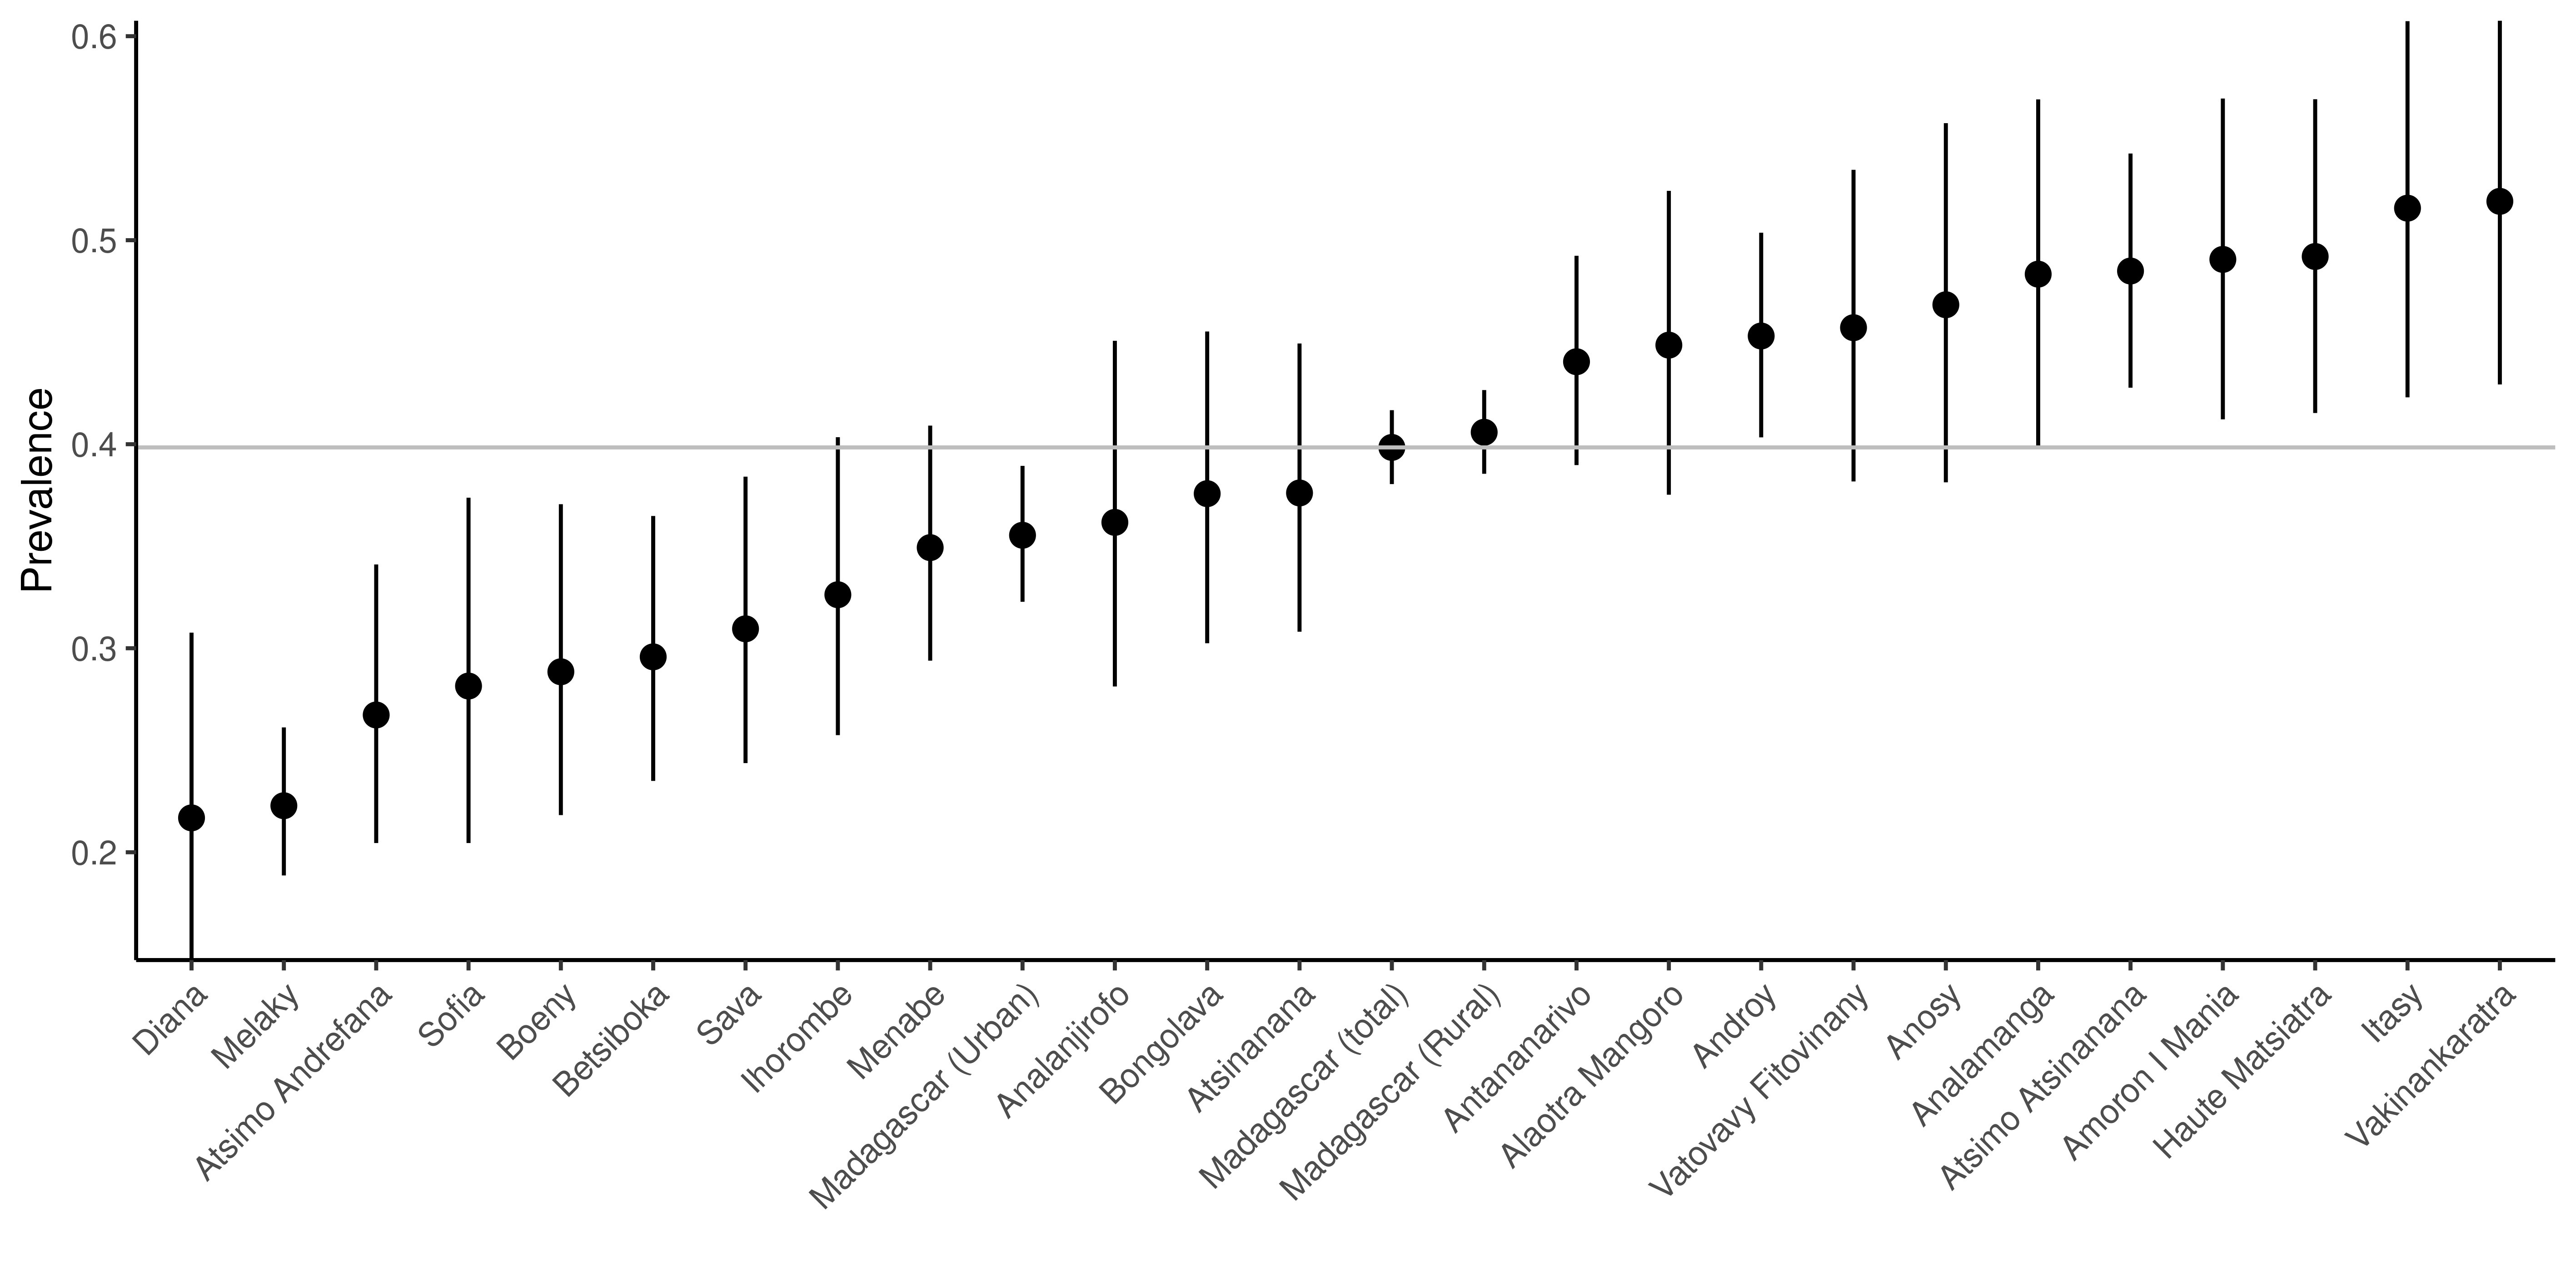 0.6
0.5
0.4
0.3
0.2
Prevalence
Diana
Melaky
Atsimo Andrefana
Sofia
Boeny
Betsiboka
Sava
Ihorombe
Menabe
Madagascar (Urban)
Analanjirofo
Bongolava
Atsinanana
Madagascar (total)
Madagascar (Rural)
Antananarivo
Alaotra Mangoro
Androy
Vatovavy Fitovinany
Anosy
Analamanga
Atsimo Atsinanana
Amoron I Mania
Haute Matsiatra
Itasy
Vakinankaratra